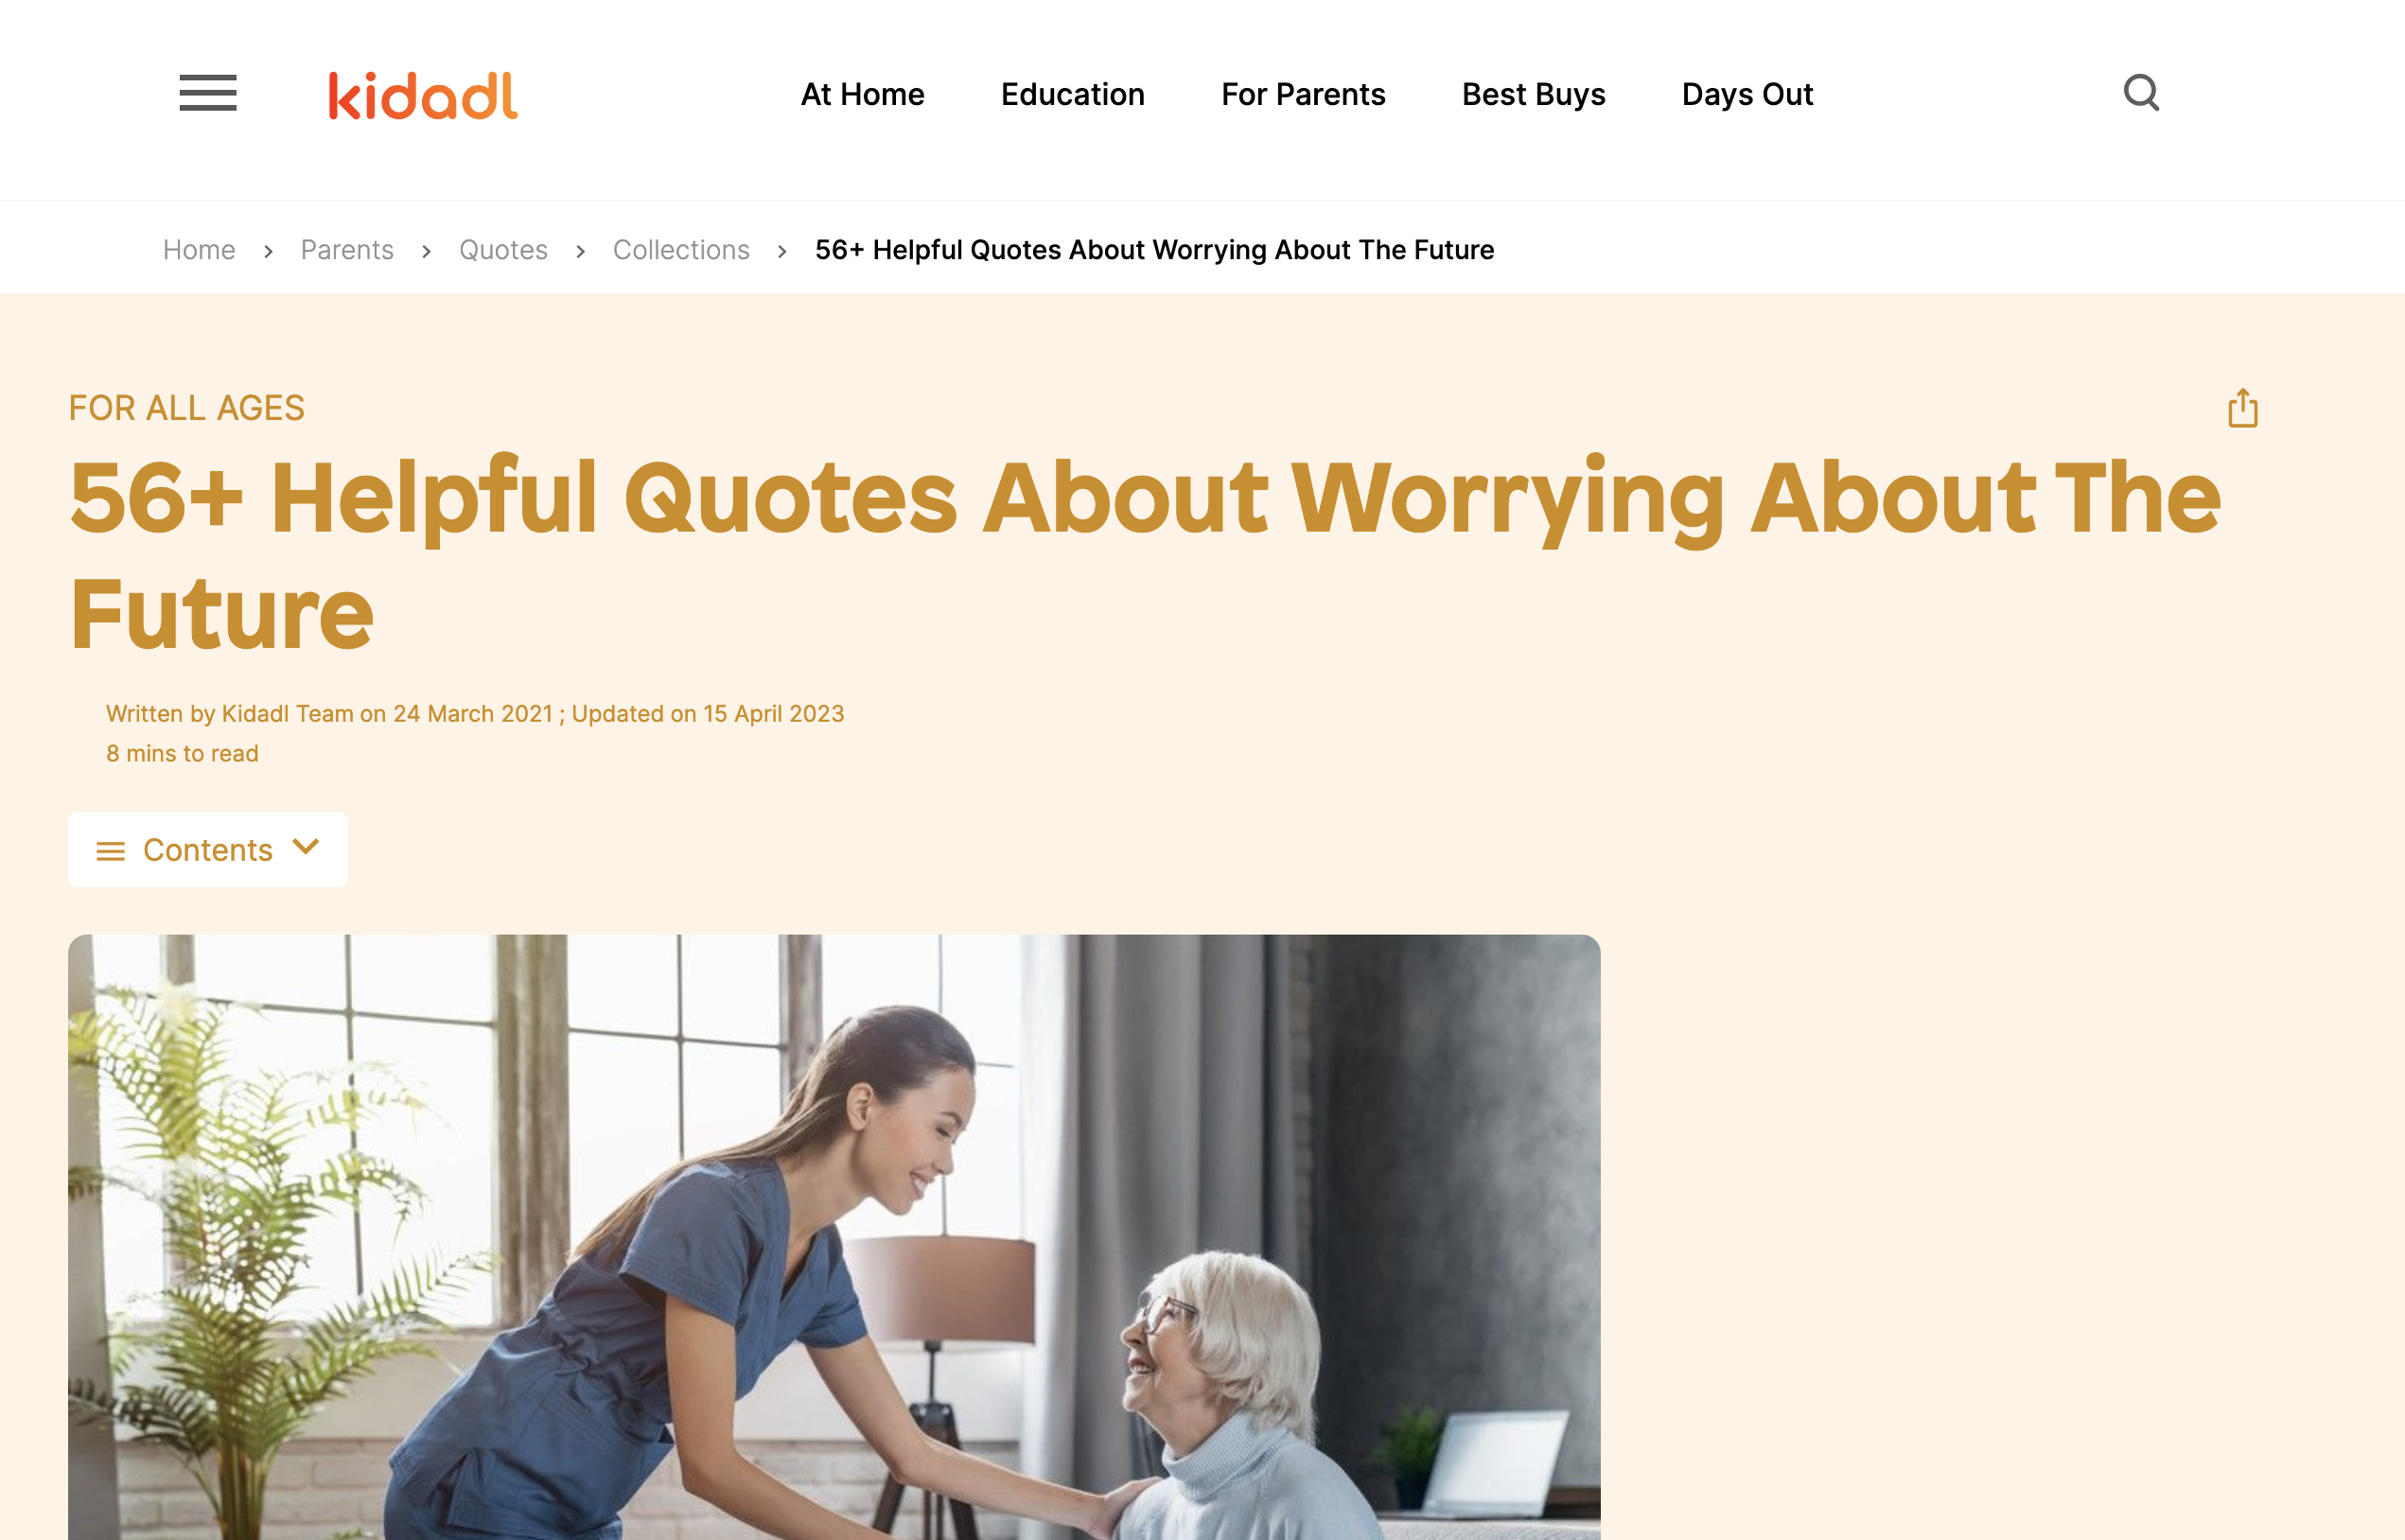 kidadl
At Home
Education
For Parents
Best Buys
Days Out
Home > Parents > Quotes > Collections > 56+ Helpful Quotes About Worrying About The Future
FOR ALL AGES
56+ Helpful Quotes About Worrying About The
Future
Written by Kidadl Team on 24 March 2021 ; Updated on 15 April 2023
8 mins to read
Contents